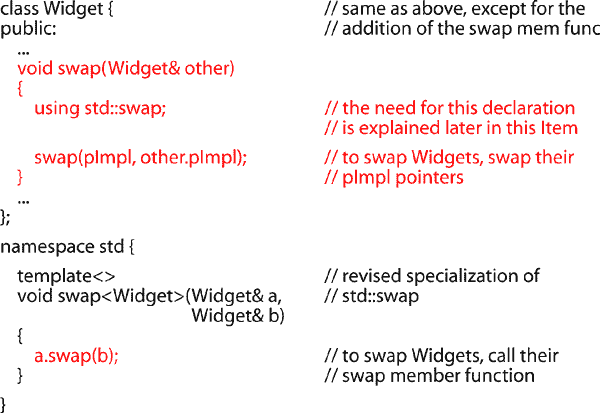 class Widget { // same as above, except for the
public: // addition of the swap mem func
...
void swap(Widget& other)
{
using std::swap; // the need for this declaration
// is explained later in this Item
swap(pImpl, other.pImpl); // to swap Widgets, swap their
} // pImpl pointers
...
};
namespace std {
template<> // revised specialization of
void swap<Widget>(Widget& a, // std::swap
Widget& b)
{
a.swap(b); // to swap Widgets, call their
} // swap member function
}